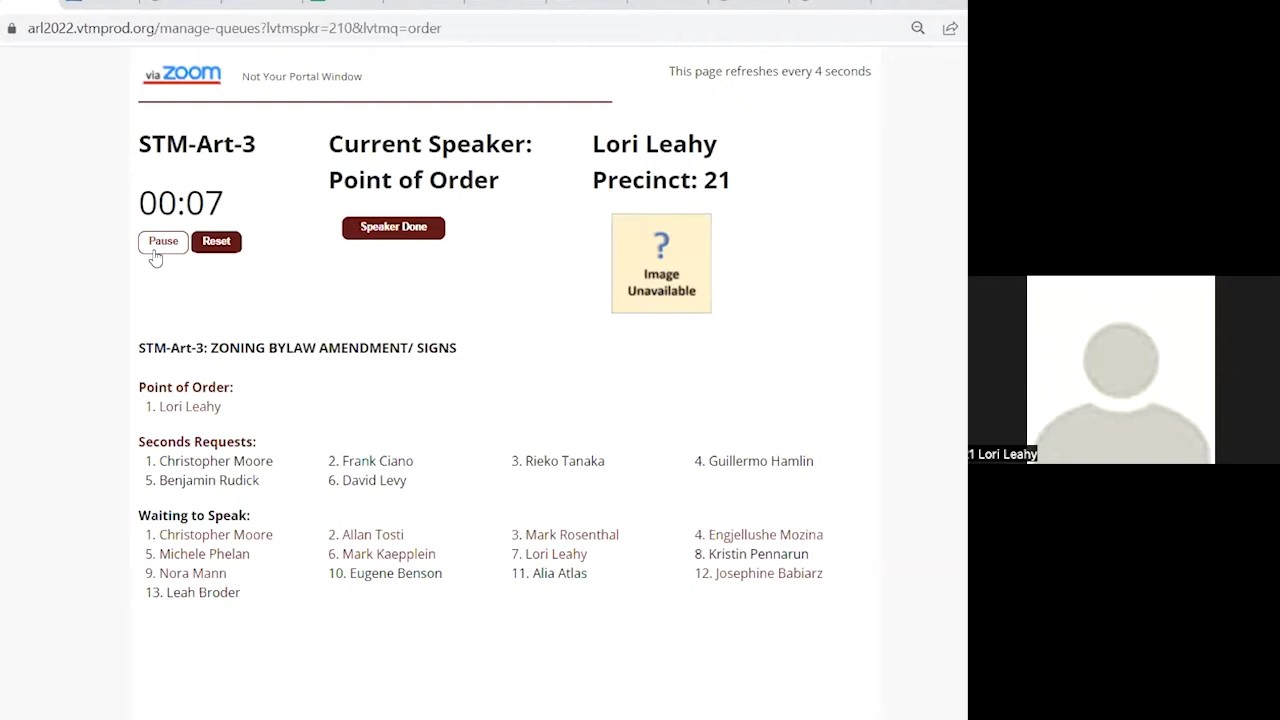 arl2022.vtmprod.org/manage-queues?lvtmspkr=210&lvtmq=order
via zoom Not Your Portal Window This page refreshes every 4 seconds
STM-Art-3 Current Speaker: Lori Leahy
Point of Order Precinct: 21
00:07
Pause Reset Speaker Done
?
Image
Unavailable
STM-Art-3: ZONING BYLAW AMENDMENT/ SIGNS
Point of Order:
1. Lori Leahy
Seconds Requests:
1. Christopher Moore 2. Frank Ciano 3. Rieko Tanaka 4. Guillermo Hamlin
5. Benjamin Rudick 6. David Levy
Waiting to Speak:
1. Christopher Moore 2. Allan Tosti 3. Mark Rosenthal 4. Engjellushe Mozina
5. Michele Phelan 6. Mark Kaepplein 7. Lori Leahy 8. Kristin Pennarun
9. Nora Mann 10. Eugene Benson 11. Alia Atlas 12. Josephine Babiarz
13. Leah Broder
1 Lori Leahy